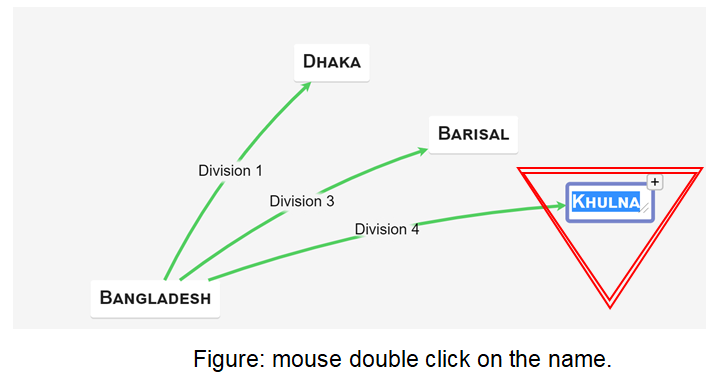 DHAKA
BARISAL
Division 1
+
KHULNA
Division 3
Division 4
BANGLADESH
Figure: mouse double click on the name.